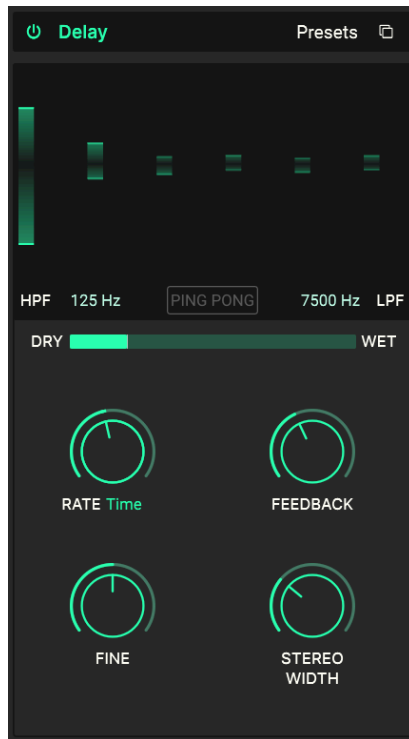 Delay Presets
HPF 125 Hz PING PONG 7500 Hz LPF
DRY WET
RATE Time FEEDBACK
FINE STEREO
WIDTH